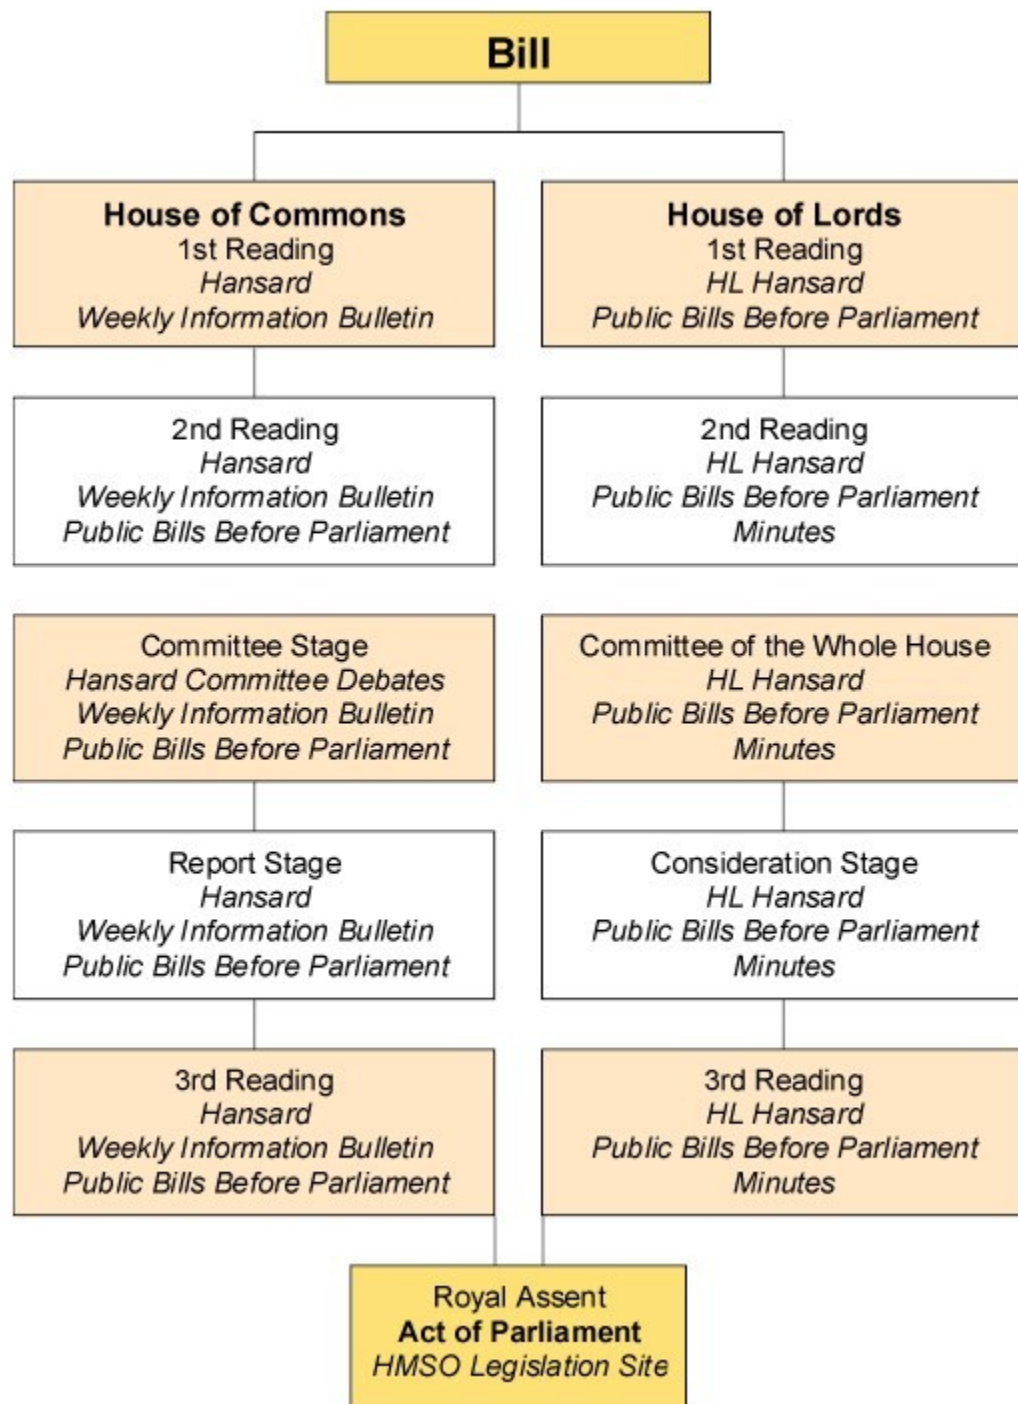 Bill
House of Commons
1st Reading
Hansard
Weekly Information Bulletin
House of Lords
1st Reading
HL Hansard
Public Bills Before Parliament
2nd Reading
Hansard
Weekly Information Bulletin
Public Bills Before Parliament
2nd Reading
HL Hansard
Public Bills Before Parliament
Minutes
Committee Stage
Hansard Committee Debates
Weekly Information Bulletin
Public Bills Before Parliament
Committee of the Whole House
HL Hansard
Public Bills Before Parliament
Minutes
Report Stage
Hansard
Weekly Information Bulletin
Public Bills Before Parliament
Consideration Stage
HL Hansard
Public Bills Before Parliament
Minutes
3rd Reading
Hansard
Weekly Information Bulletin
Public Bills Before Parliament
3rd Reading
HL Hansard
Public Bills Before Parliament
Minutes
Royal Assent
Act of Parliament
HMSO Legislation Site